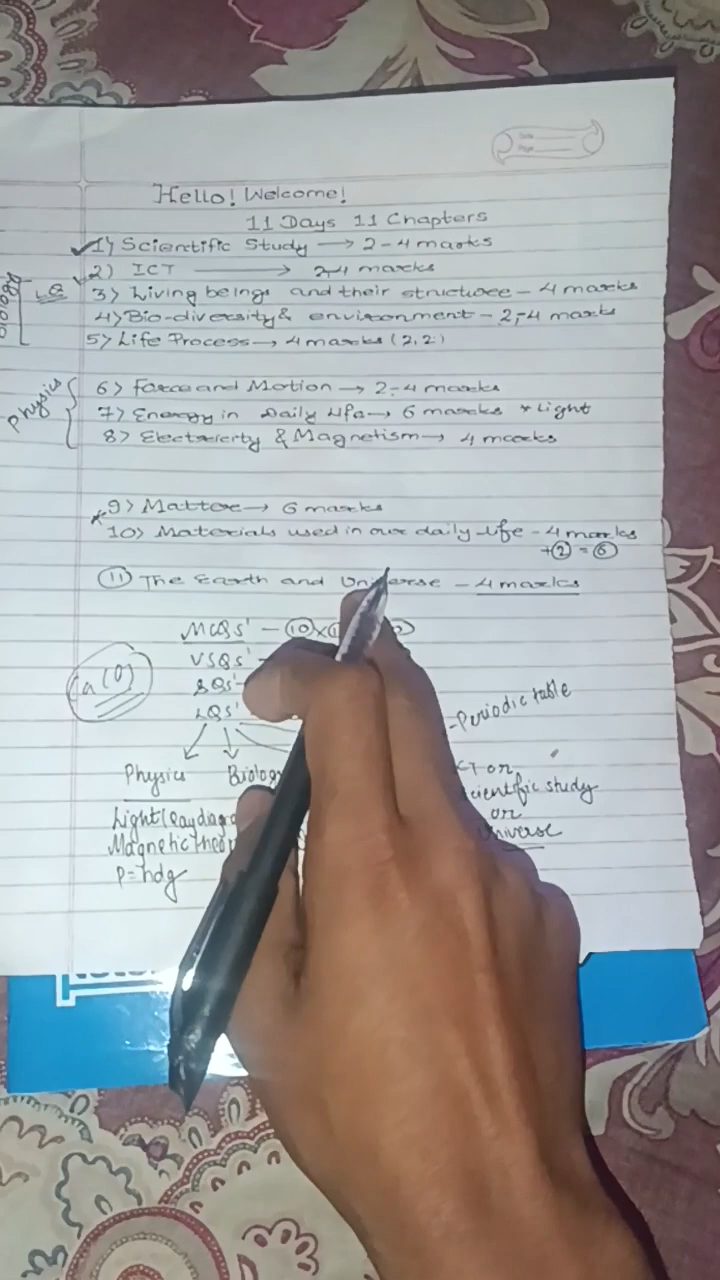 Hello! Welcome!
11 Days 11 Chapters
1) Scientific Study → 2-4 marks
2) ICT → 2-4 marks
3) Living beings and their structure - 4 marks
4) Bio-diversity & environment - 2-4 marks
5) Life Process → 4 marks (2,2)
Physics
6) Force and Motion → 2-4 marks
7) Energy in Daily Life → 6 marks * Light
8) Electricity & Magnetism → 4 marks
* 9) Matter → 6 marks
10) Materials used in our daily life - 4 marks
+ 2 = 6
11 The Earth and Universe - 4 marks
MCQs' - 10 x
VSQs' -
SQs' -
LQs'
- Periodic table
Physics Biology
or
scientific study
or
universe
Light
Magnetic
P = hdg